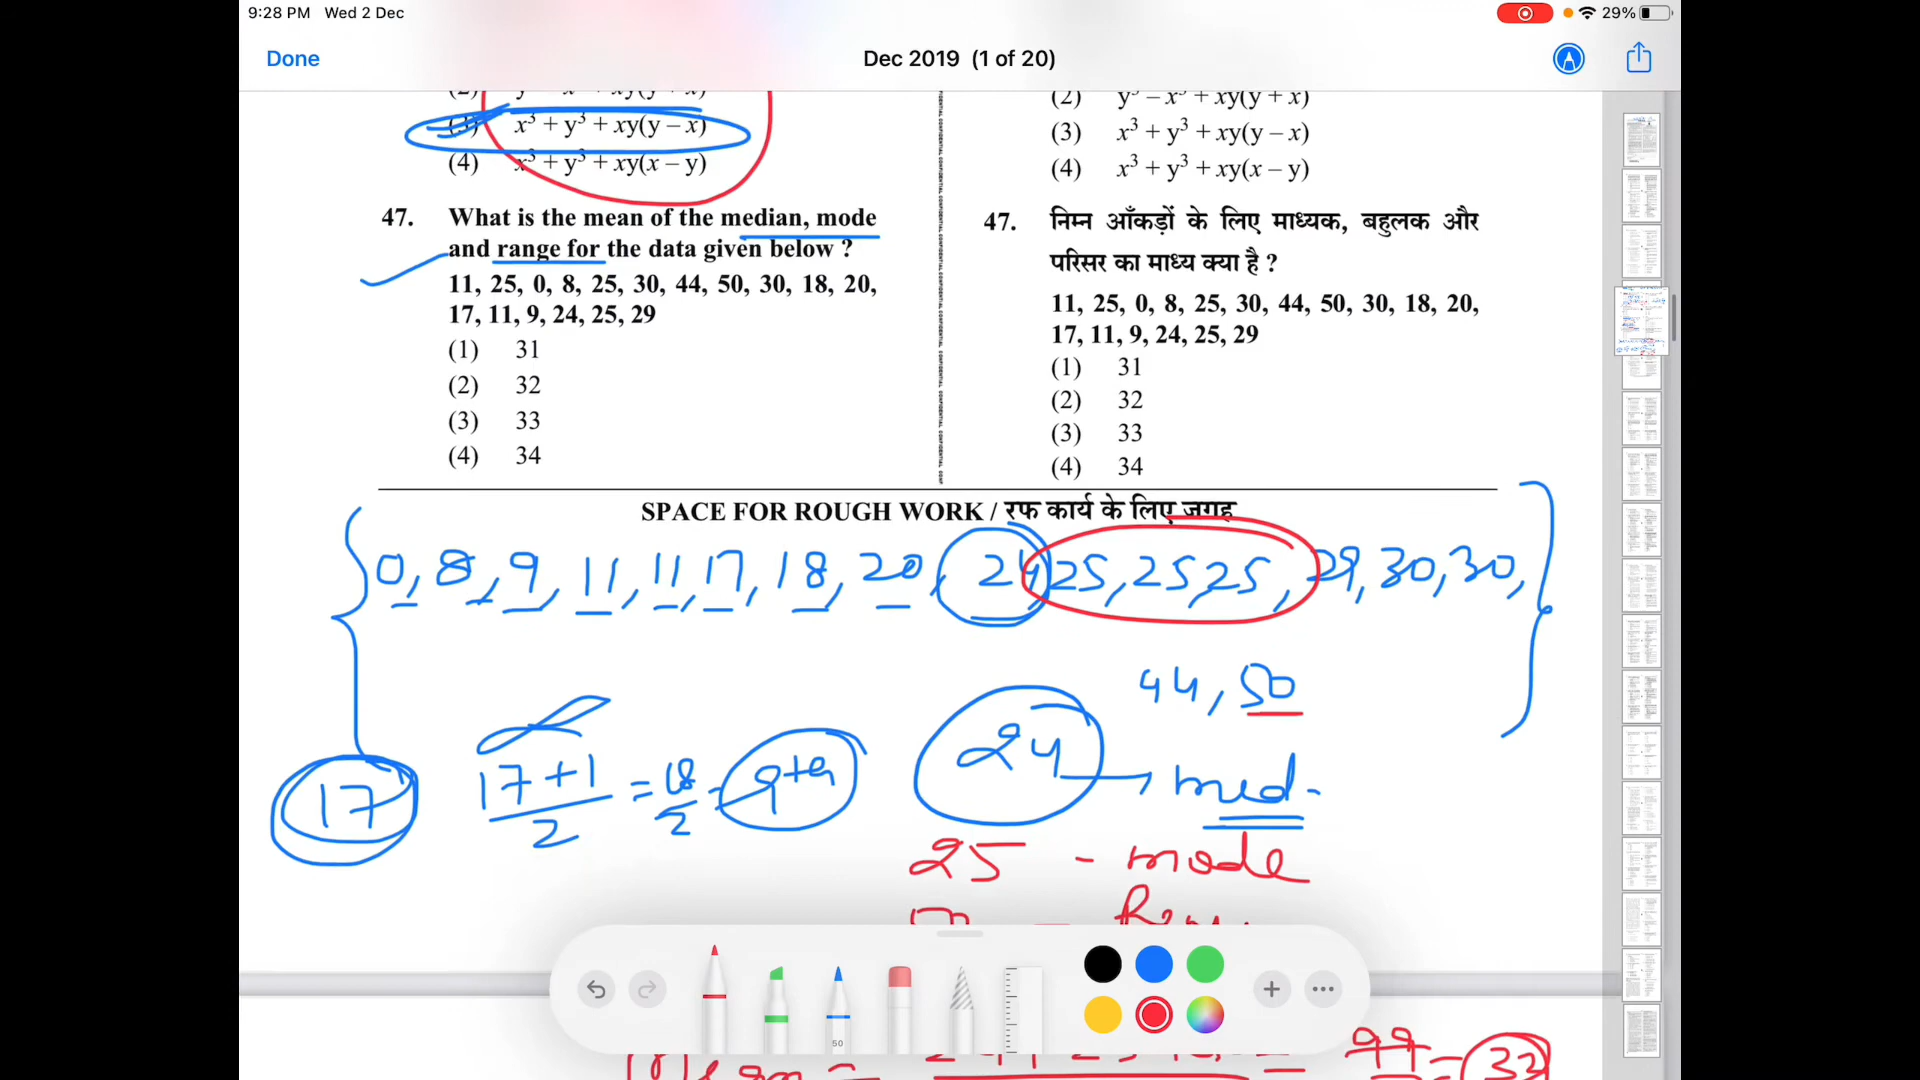 9:28 PM Wed 2 Dec
29%
Done
Dec 2019 (1 of 20)
(3) x³ + y³ + xy(y – x)
(4) x³ + y³ + xy(x – y)
47. What is the mean of the median, mode
and range for the data given below ?
11, 25, 0, 8, 25, 30, 44, 50, 30, 18, 20,
17, 11, 9, 24, 25, 29
(1) 31
(2) 32
(3) 33
(4) 34
(2) y³ – x³ + xy(y + x)
(3) x³ + y³ + xy(y – x)
(4) x³ + y³ + xy(x – y)
47. निम्न आँकड़ों के लिए माध्यक, बहुलक और
परिसर का माध्य क्या है ?
11, 25, 0, 8, 25, 30, 44, 50, 30, 18, 20,
17, 11, 9, 24, 25, 29
(1) 31
(2) 32
(3) 33
(4) 34
SPACE FOR ROUGH WORK / रफ कार्य के लिए जगह
0, 8, 9, 11, 11, 17, 18, 20, 24, 25, 25, 25, 29, 30, 30,
44, 50
17
17+1/2 = 18/2 - 9th
24 → med-
25 - mode
50
= 99 = 33